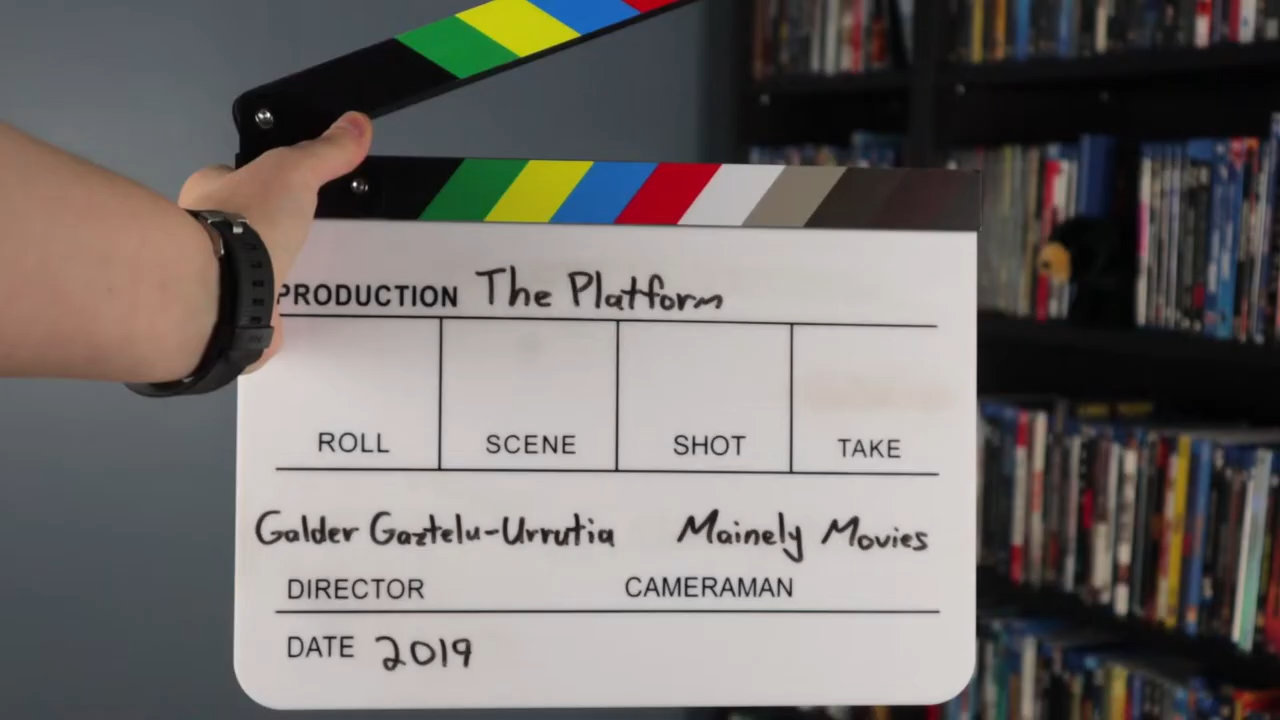 PRODUCTION The Platform
ROLL SCENE SHOT TAKE
Galder Gaztelu-Urrutia Mainely Movies
DIRECTOR CAMERAMAN
DATE 2019